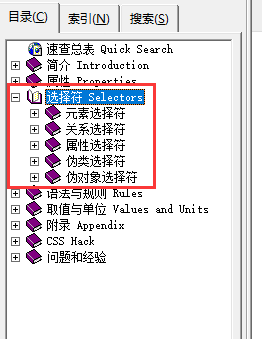 目录(C) 索引(N) 搜索(S)
速查总表 Quick Search
简介 Introduction
属性 Properties
选择符 Selectors
元素选择符
关系选择符
属性选择符
伪类选择符
伪对象选择符
语法与规则 Rules
取值与单位 Values and Units
附录 Appendix
CSS Hack
问题和经验